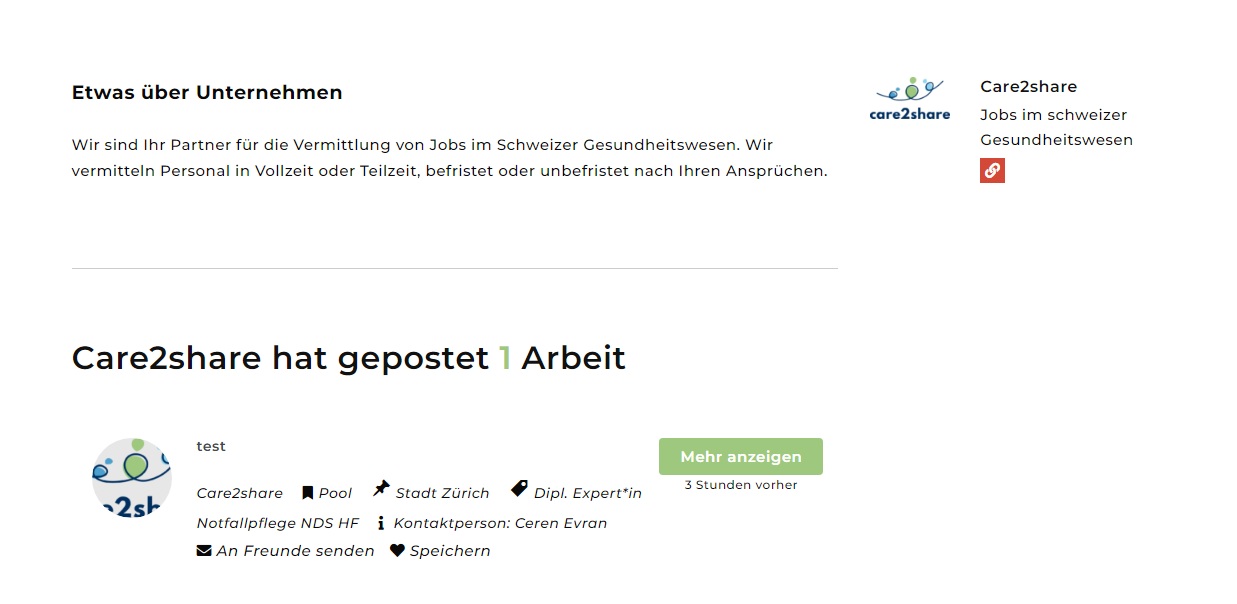 Etwas über Unternehmen
Wir sind Ihr Partner für die Vermittlung von Jobs im Schweizer Gesundheitswesen. Wir
vermitteln Personal in Vollzeit oder Teilzeit, befristet oder unbefristet nach Ihren Ansprüchen.
care2share
Care2share
Jobs im schweizer
Gesundheitswesen
Care2share hat gepostet 1 Arbeit
e2sh
test
Care2share Pool Stadt Zürich Dipl. Expert*in
Notfallpflege NDS HF Kontaktperson: Ceren Evran
An Freunde senden Speichern
Mehr anzeigen
3 Stunden vorher